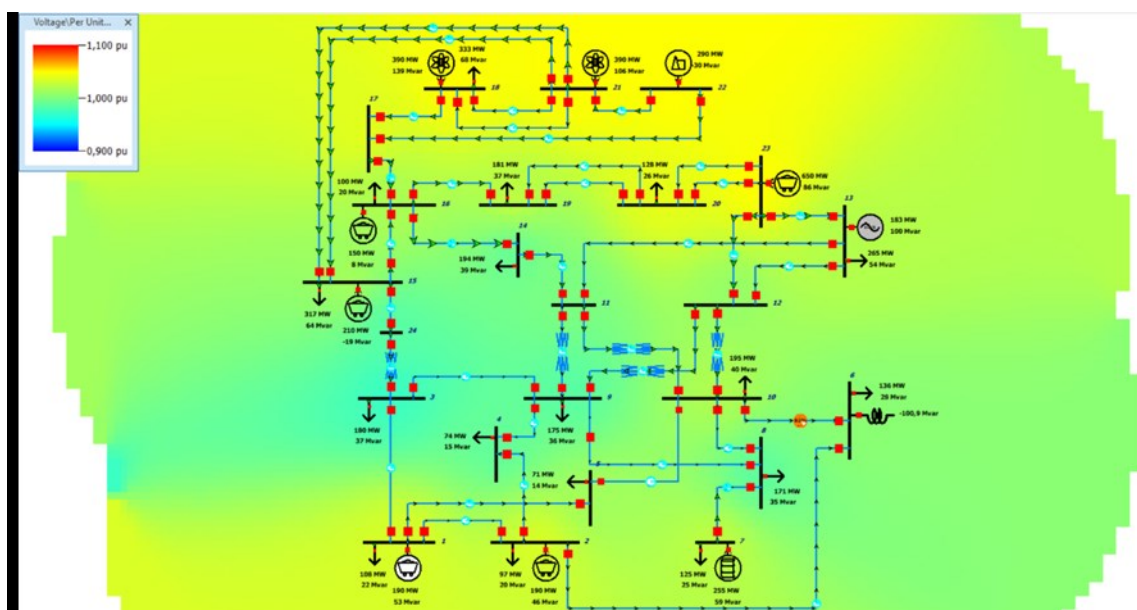 Voltage\Per Unit... ×
1,100 pu
1,000 pu
0,900 pu
390 MW
139 Mvar
333 MW
68 Mvar
18
390 MW
106 Mvar
21
290 MW
-30 Mvar
22
17
100 MW
20 Mvar
16
150 MW
8 Mvar
181 MW
37 Mvar
19
128 MW
26 Mvar
20
23
650 MW
86 Mvar
13
183 MW
100 Mvar
265 MW
54 Mvar
14
194 MW
39 Mvar
15
317 MW
64 Mvar
210 MW
-19 Mvar
24
11
12
3
180 MW
37 Mvar
9
175 MW
36 Mvar
195 MW
40 Mvar
10
6
136 MW
28 Mvar
-100,9 Mvar
4
74 MW
15 Mvar
5
71 MW
14 Mvar
8
171 MW
35 Mvar
1
108 MW
22 Mvar
190 MW
53 Mvar
2
97 MW
20 Mvar
190 MW
46 Mvar
7
125 MW
25 Mvar
255 MW
59 Mvar